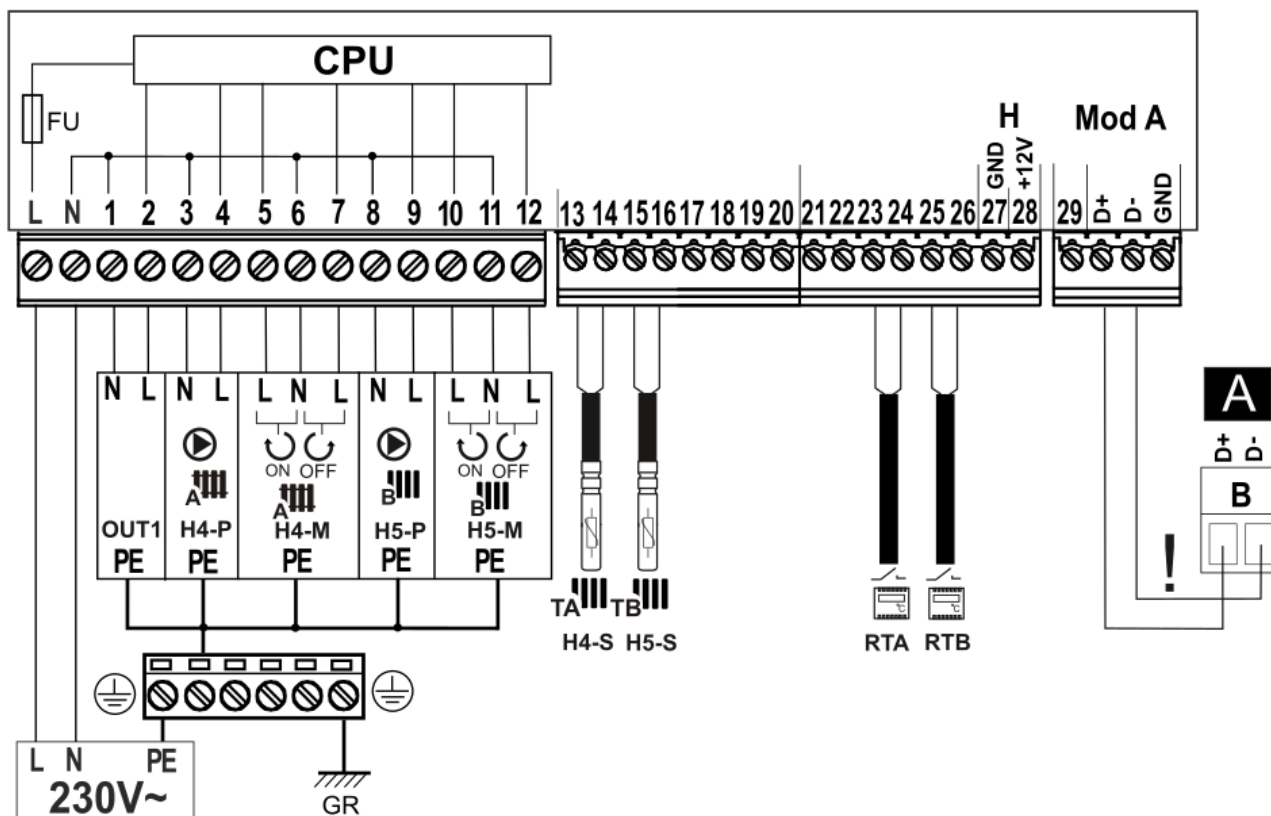 CPU
FU
H
Mod A
GND
+12V
D+
D-
GND
L N 1 2 3 4 5 6 7 8 9 10 11 12
13 14 15 16 17 18 19 20
21 22 23 24 25 26 27 28
29
N L N L L N L N L L N L
ON OFF
ON OFF
A
A
B
B
OUT1 H4-P H4-M H5-P H5-M
PE PE PE PE PE
TA TB
H4-S H5-S
°C °C
RTA RTB
A
D+
D-
B
!
L N PE
230V~
GR